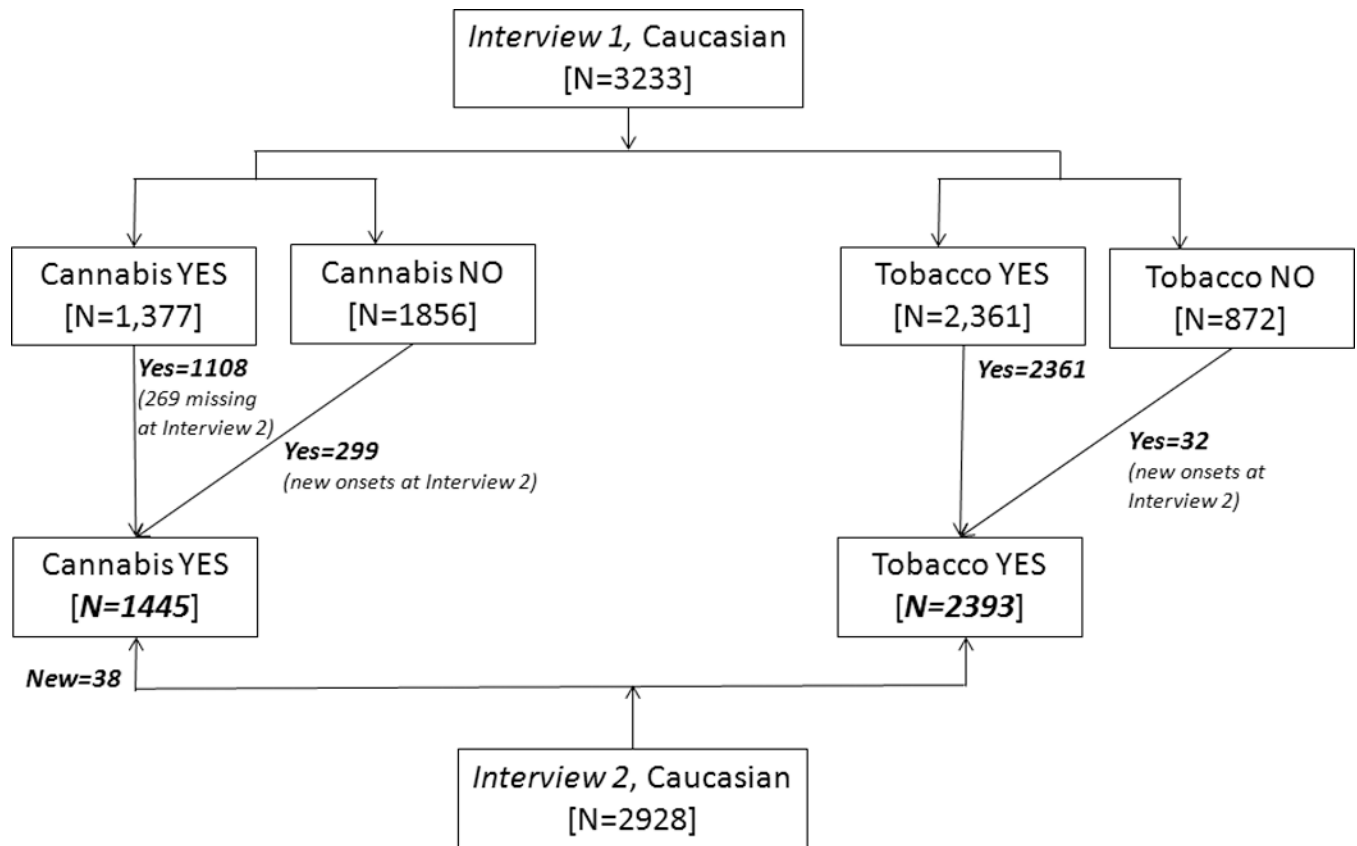 Interview 1, Caucasian
[N=3233]
Cannabis YES
[N=1,377]
Cannabis NO
[N=1856]
Tobacco YES
[N=2,361]
Tobacco NO
[N=872]
Yes=1108
(269 missing
at Interview 2)
Yes=299
(new onsets at Interview 2)
Yes=2361
Yes=32
(new onsets at
Interview 2)
Cannabis YES
[N=1445]
Tobacco YES
[N=2393]
New=38
Interview 2, Caucasian
[N=2928]